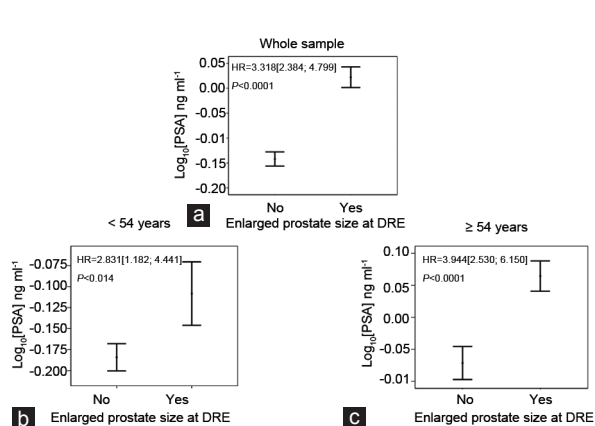 Whole sample
HR=3.318[2.384; 4.799]
P<0.0001
Log10[PSA] ng ml-1
0.05
0.00
-0.05
-0.01
-0.15
-0.20
No Yes
a Enlarged prostate size at DRE
< 54 years
HR=2.831[1.182; 4.441]
P<0.014
Log10[PSA] ng ml-1
-0.075
-0.100
-0.125
-0.150
-0.175
-0.200
No Yes
b Enlarged prostate size at DRE
≥ 54 years
HR=3.944[2.530; 6.150]
P<0.0001
Log10[PSA] ng ml-1
0.10
0.05
0.00
-0.05
-0.01
No Yes
c Enlarged prostate size at DRE